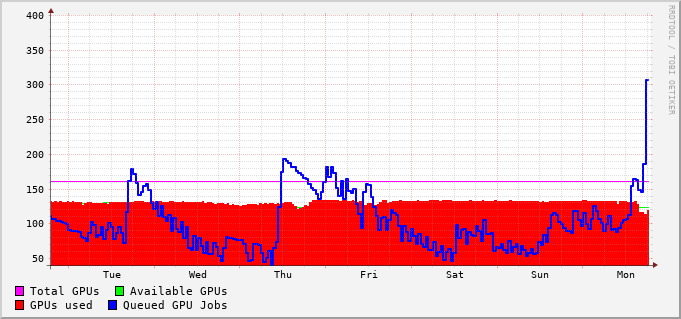 400
350
300
250
200
150
100
50
Tue Wed Thu Fri Sat Sun Mon
Total GPUs Available GPUs
GPUs used Queued GPU Jobs
RRDTOOL / TOBI OETIKER